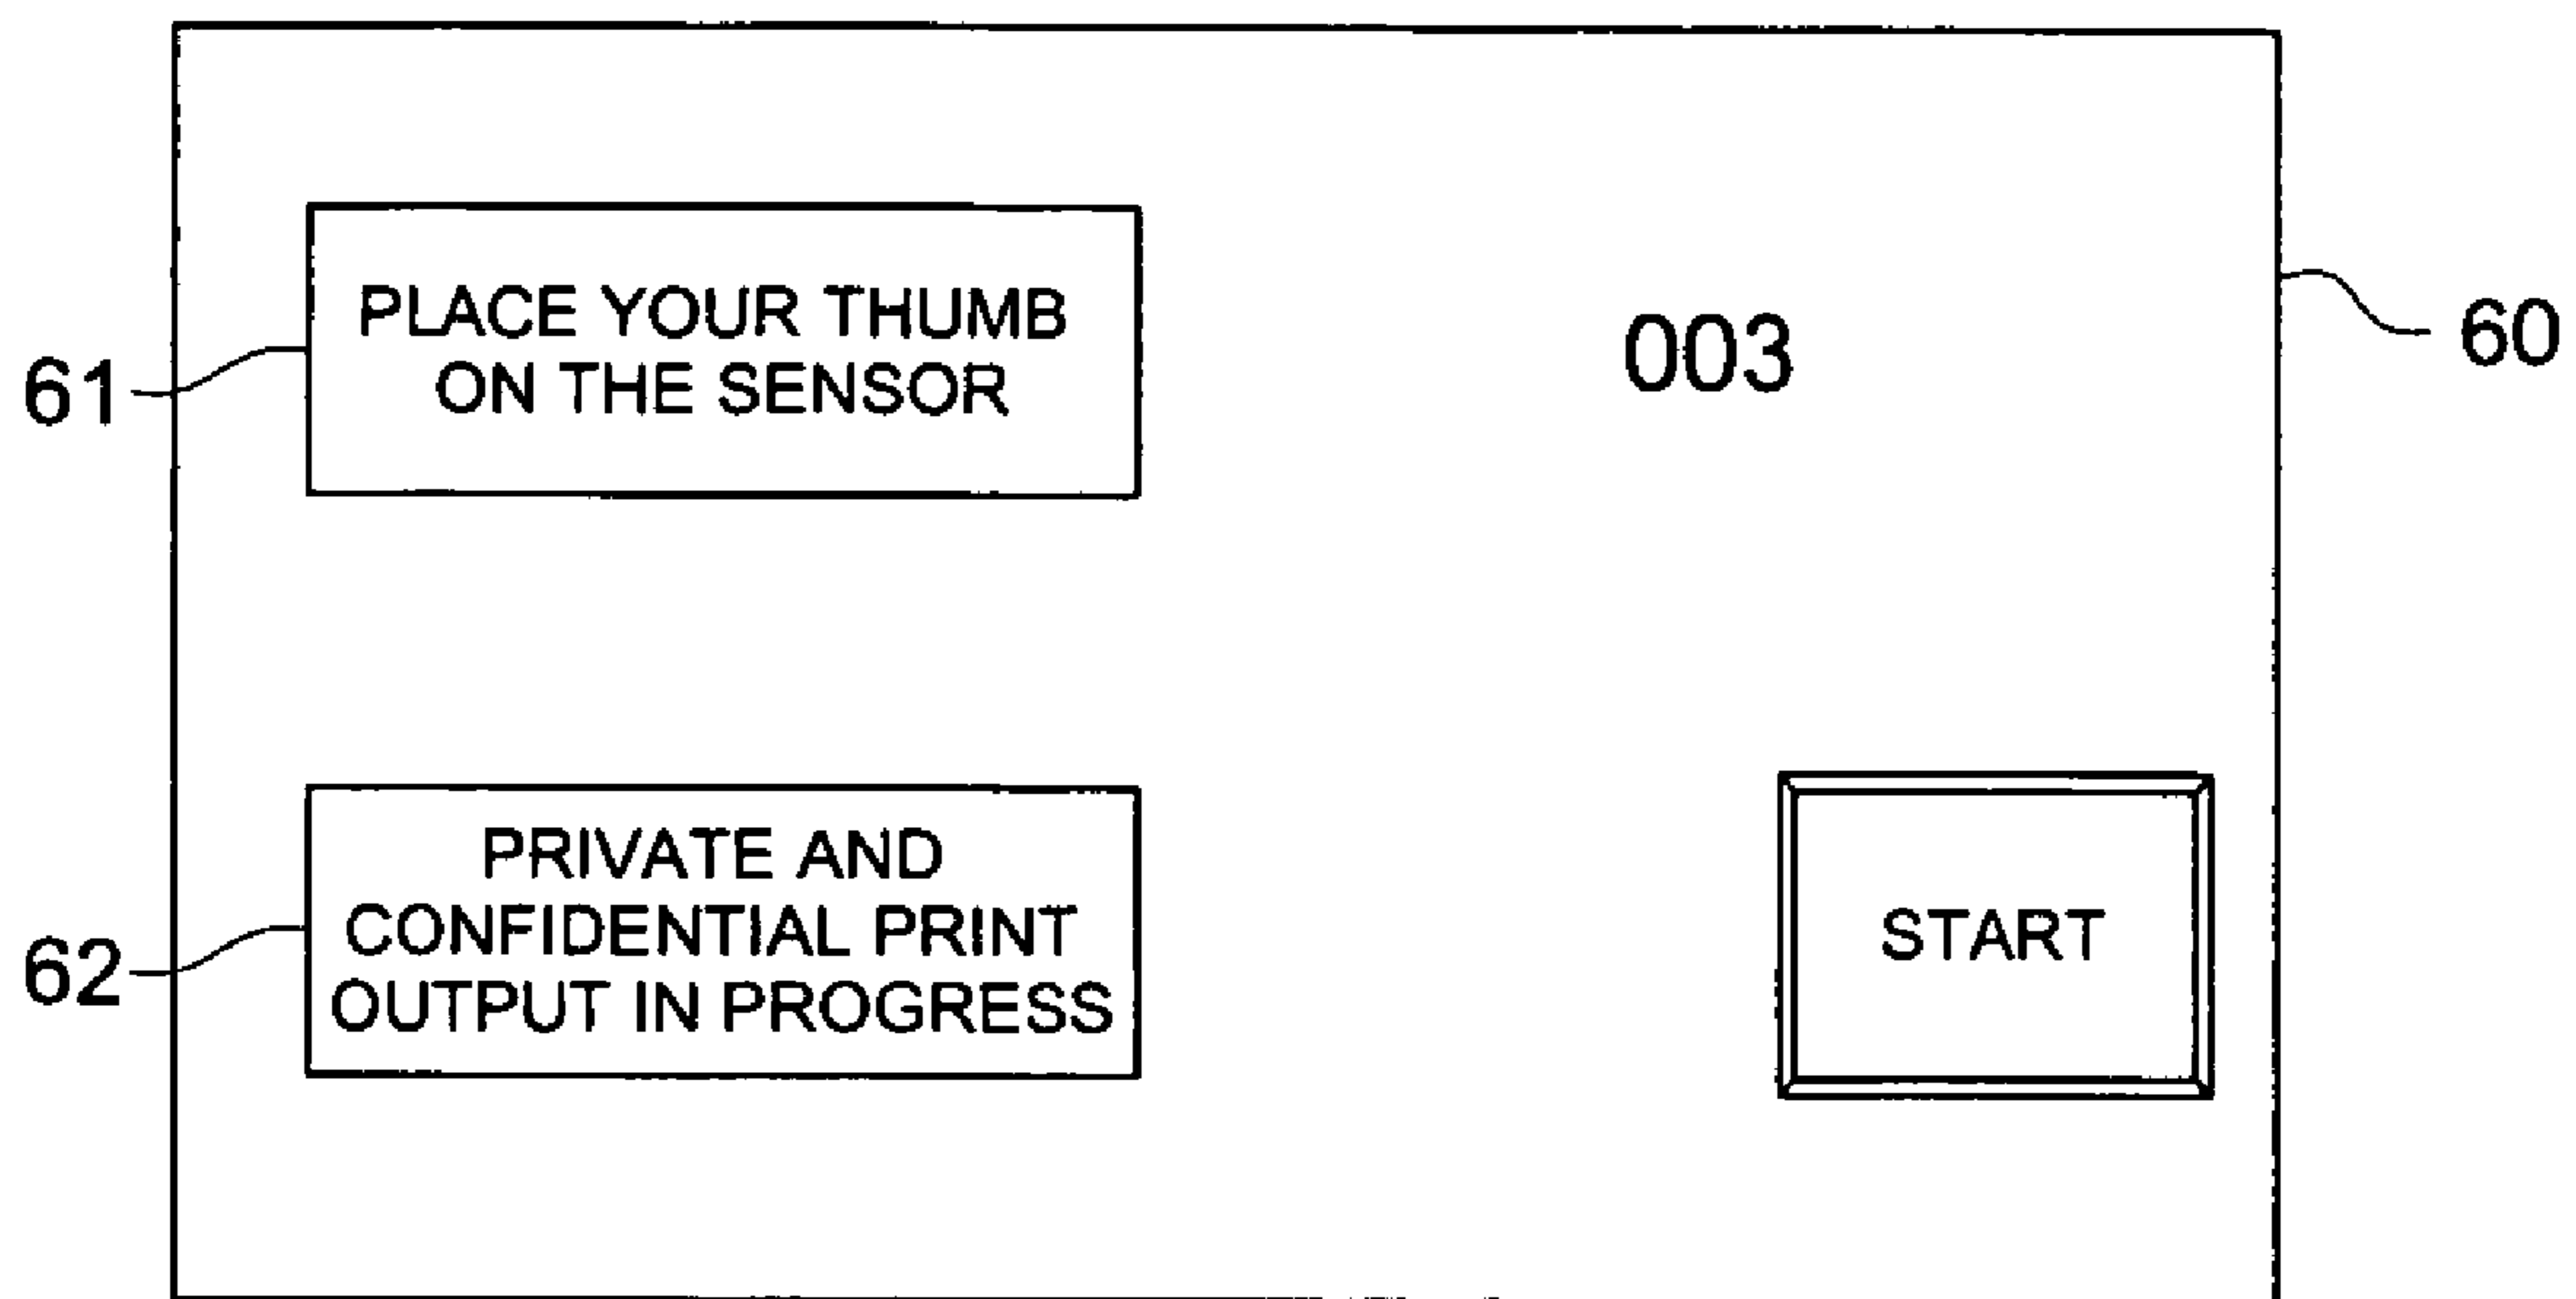 PLACE YOUR THUMB
ON THE SENSOR
003
60
61
PRIVATE AND
CONFIDENTIAL PRINT
OUTPUT IN PROGRESS
START
62